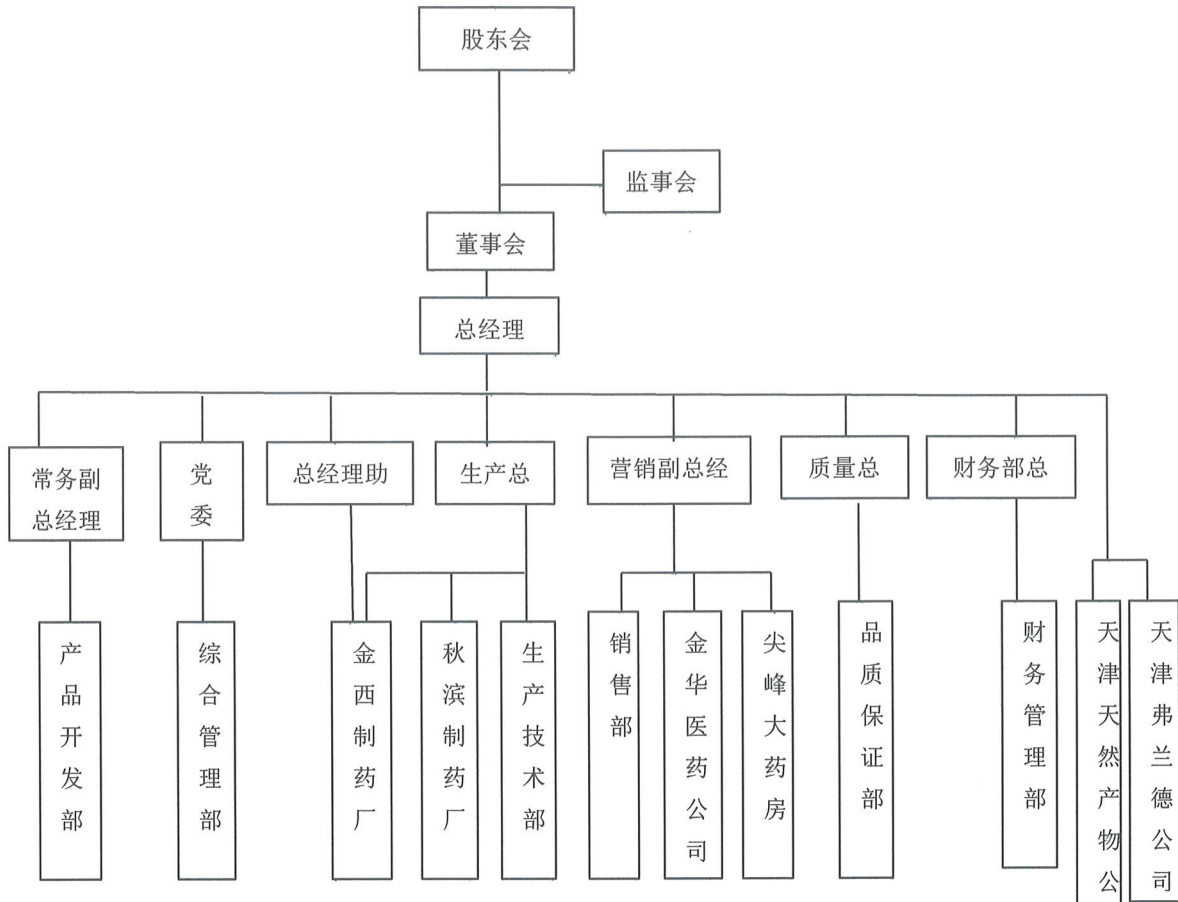 股东会
监事会
董事会
总经理
常务副
总经理
党
委
总经理助
生产总
营销副总经
质量总
财务部总
产品开发部
综合管理部
金西制药厂
秋滨制药厂
生产技术部
销售部
金华医药公司
尖峰大药房
品质保证部
财务管理部
天津天然产物公
天津弗兰德公司